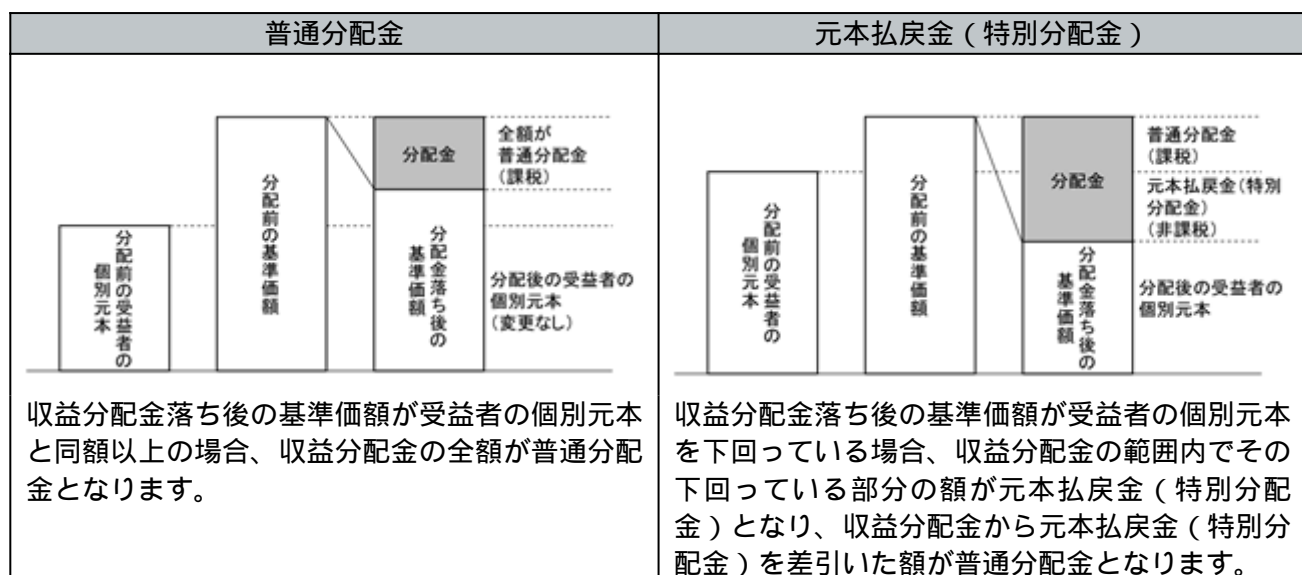 普通分配金
全額が
普通分配金
(課税)
分配金
分配前の受益者の
個別元本
分配前の基準価額
分配金落ち後の
基準価額
分配後の受益者の
個別元本
(変更なし)
収益分配金落ち後の基準価額が受益者の個別元本
と同額以上の場合、収益分配金の全額が普通分配
金となります。
元本払戻金(特別分配金)
普通分配金
(課税)
分配金
元本払戻金(特別
分配金)
(非課税)
分配前の受益者の
個別元本
分配前の基準価額
分配金落ち後の
基準価額
分配後の受益者の
個別元本
収益分配金落ち後の基準価額が受益者の個別元本
を下回っている場合、収益分配金の範囲内でその
下回っている部分の額が元本払戻金(特別分配
金)となり、収益分配金から元本払戻金(特別分
配金)を差引いた額が普通分配金となります。